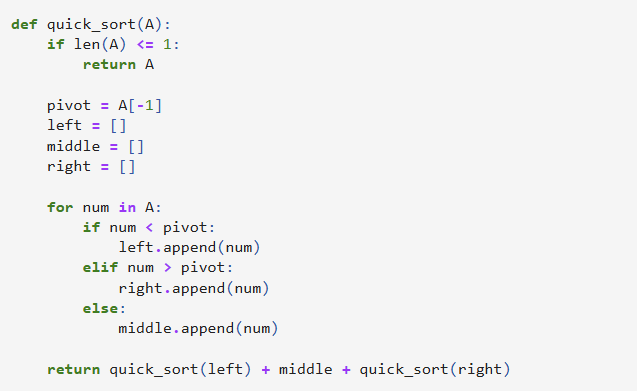 def quick_sort(A):
    if len(A) <= 1:
        return A

    pivot = A[-1]
    left = []
    middle = []
    right = []

    for num in A:
        if num < pivot:
            left.append(num)
        elif num > pivot:
            right.append(num)
        else:
            middle.append(num)

    return quick_sort(left) + middle + quick_sort(right)